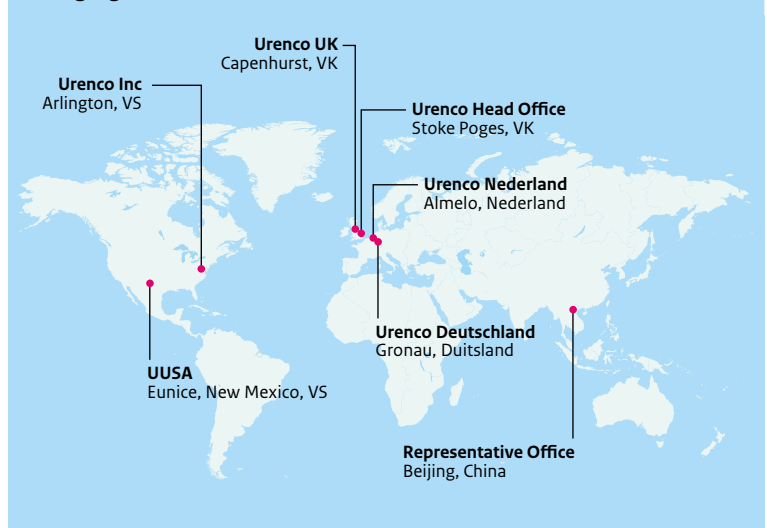 Urenco UK
Capenhurst, VK
Urenco Inc
Arlington, VS
Urenco Head Office
Stoke Poges, VK
Urenco Nederland
Almelo, Nederland
Urenco Deutschland
Gronau, Duitsland
UUSA
Eunice, New Mexico, VS
Representative Office
Beijing, China